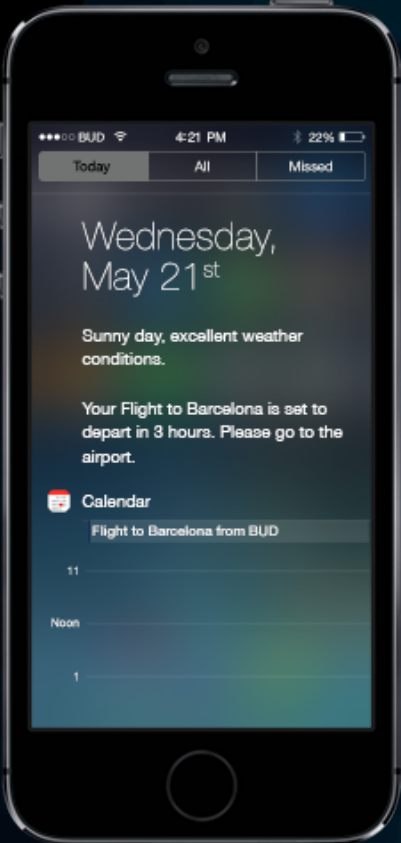 BUD 4:21 PM 22%
Today All Missed
Wednesday,
May 21st
Sunny day, excellent weather
conditions.
Your Flight to Barcelona is set to
depart in 3 hours. Please go to the
airport.
Calendar
Flight to Barcelona from BUD
11
Noon
1